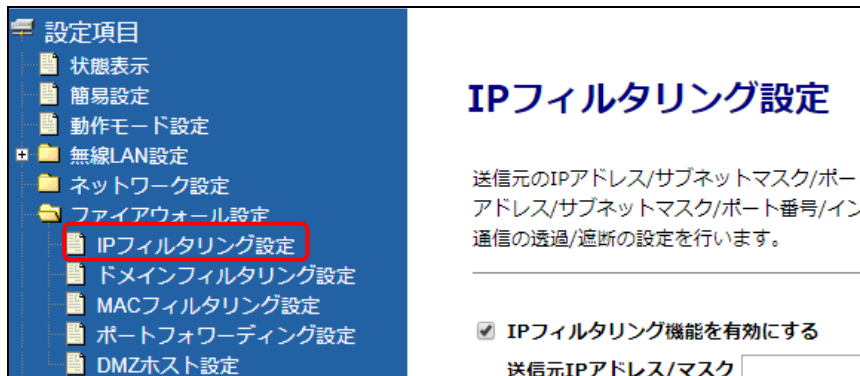 設定項目
状態表示
簡易設定
動作モード設定
無線LAN設定
ネットワーク設定
ファイアウォール設定
IPフィルタリング設定
ドメインフィルタリング設定
MACフィルタリング設定
ポートフォワーディング設定
DMZホスト設定
IPフィルタリング設定
送信元のIPアドレス/サブネットマスク/ポー
アドレス/サブネットマスク/ポート番号/イン
通信の透過/遮断の設定を行います。
IPフィルタリング機能を有効にする
送信元IPアドレス/マスク